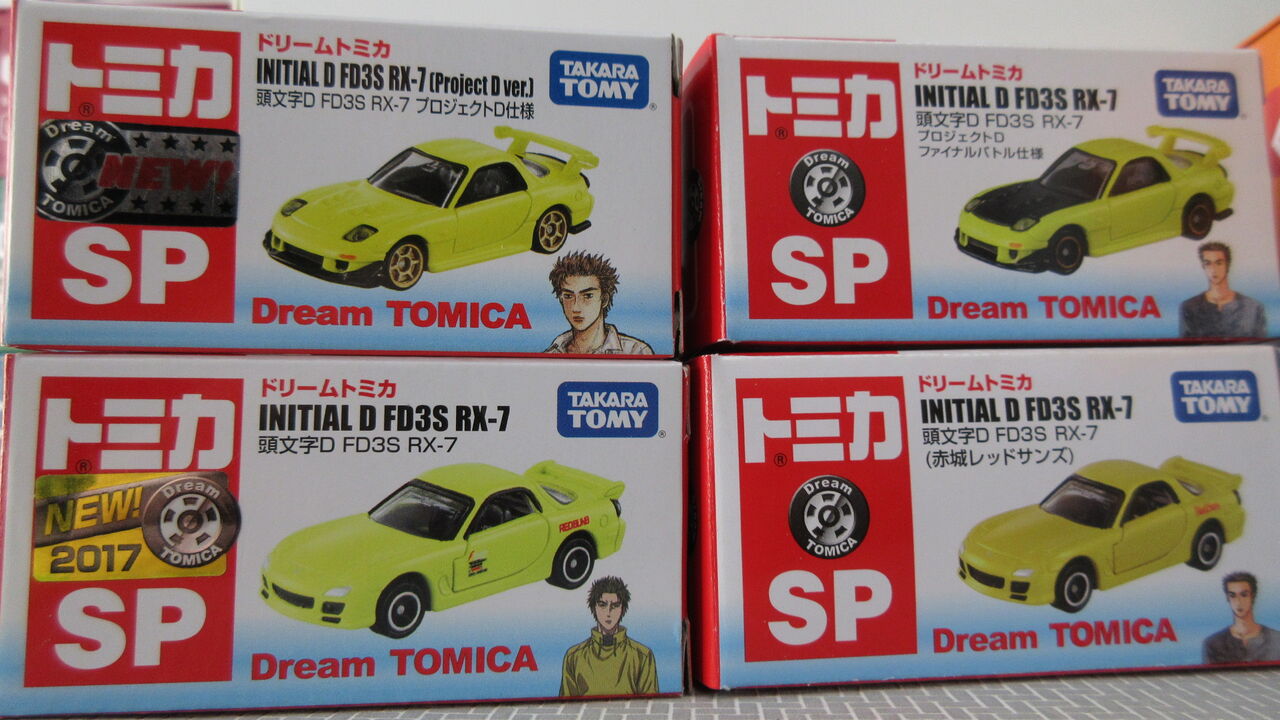 トミカ
®
Dream
TOMICA
NEW!
SP
ドリームトミカ
INITIAL D FD3S RX-7 (Project D ver.)
頭文字D FD3S RX-7 プロジェクトD仕様
TAKARA
TOMY
®
Dream TOMICA
トミカ
®
Dream
TOMICA
SP
ドリームトミカ
INITIAL D FD3S RX-7
頭文字D FD3S RX-7
プロジェクトD
ファイナルバトル仕様
TAKARA
TOMY
Dream TOMICA
トミカ
®
NEW!
2017
Dream
TOMICA
SP
ドリームトミカ
INITIAL D FD3S RX-7
頭文字D FD3S RX-7
TAKARA
TOMY
®
REDSUNS
Dream TOMICA
トミカ
®
Dream
TOMICA
SP
ドリームトミカ
INITIAL D FD3S RX-7
頭文字D FD3S RX-7
(赤城レッドサンズ)
TAKARA
TOMY
Dream TOMICA